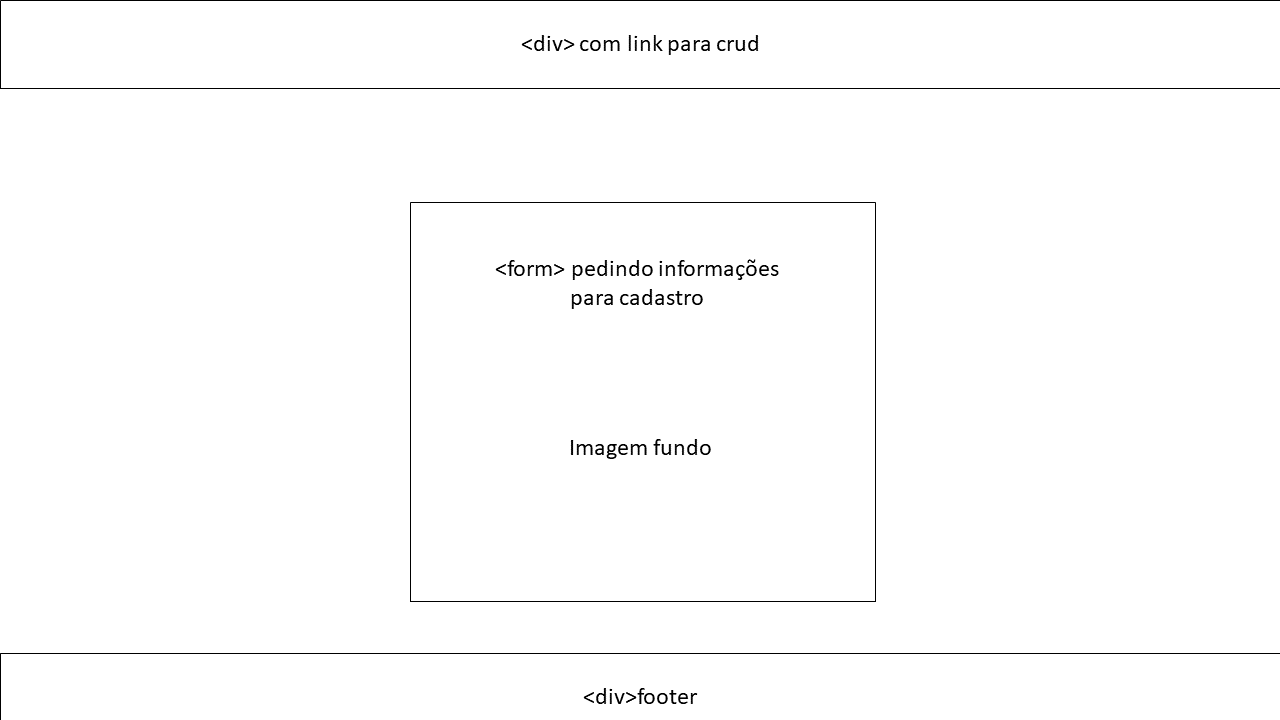 <div> com link para crud
<form> pedindo informações
para cadastro
Imagem fundo
<div>footer